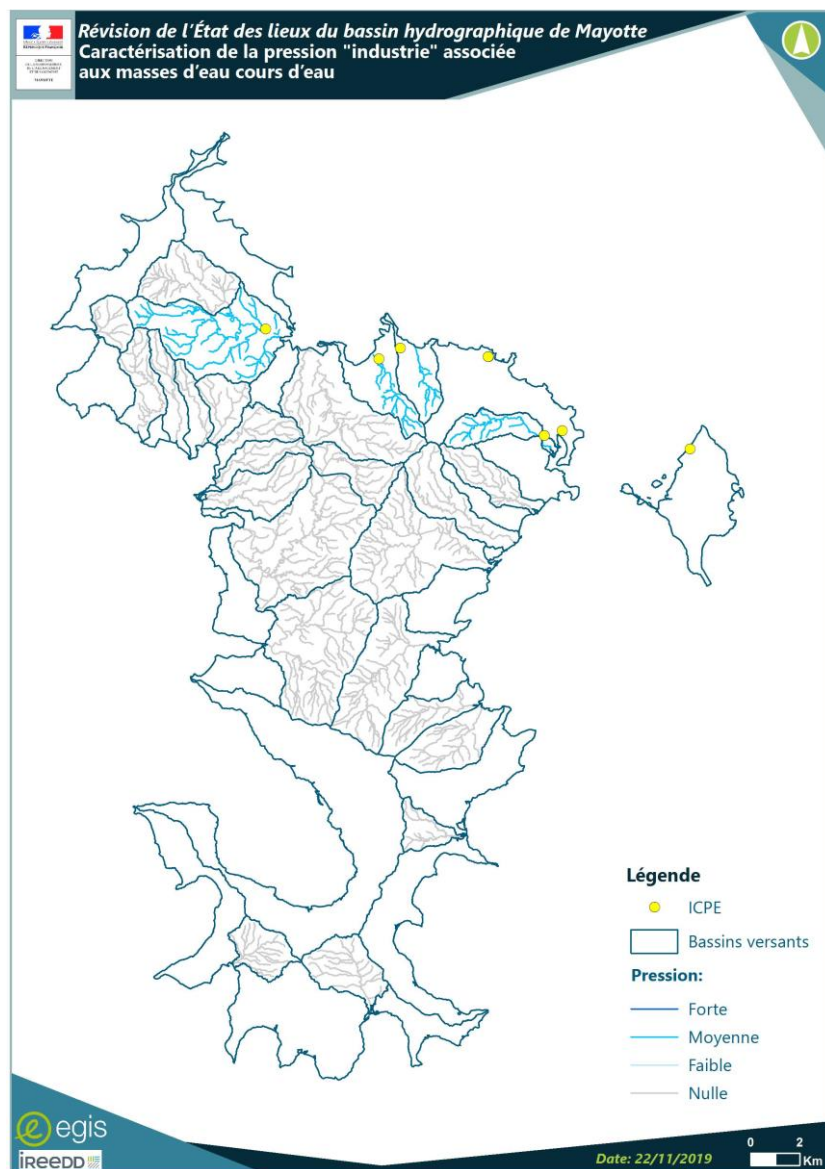 Révision de l'État des lieux du bassin hydrographique de Mayotte
Caractérisation de la pression "industrie" associée
aux masses d'eau cours d'eau
MAYOTTE
Légende
ICPE
Bassins versants
Pression:
Forte
Moyenne
Faible
Nulle
egis
iReeDD
Date: 22/11/2019
0 2
Km